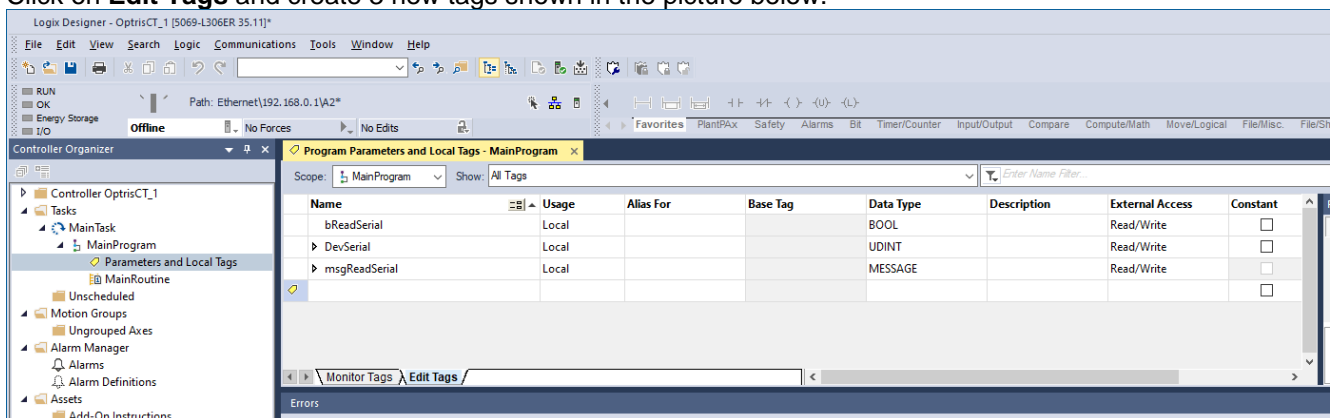 Click on Edit Tags and create 3 new tags shown in the picture below:
Logix Designer - OptrisCT_1 [5069-L306ER 35.11]*
File Edit View Search Logic Communications Tools Window Help
RUN
OK
Energy Storage
I/O
Path: Ethernet\192.168.0.1\A2*
Offline No Forces No Edits
Favorites PlantPAx Safety Alarms Bit Timer/Counter Input/Output Compare Compute/Math Move/Logical File/Misc. File/Sh
Controller Organizer
Program Parameters and Local Tags - MainProgram
Scope: MainProgram Show: All Tags Enter Name Filter...
Controller OptrisCT_1
Tasks
MainTask
MainProgram
Parameters and Local Tags
MainRoutine
Unscheduled
Motion Groups
Ungrouped Axes
Alarm Manager
Alarms
Alarm Definitions
Assets
Add-On Instructions
Name Usage Alias For Base Tag Data Type Description External Access Constant
bReadSerial Local BOOL Read/Write
DevSerial Local UDINT Read/Write
msgReadSerial Local MESSAGE Read/Write
Monitor Tags Edit Tags
Errors